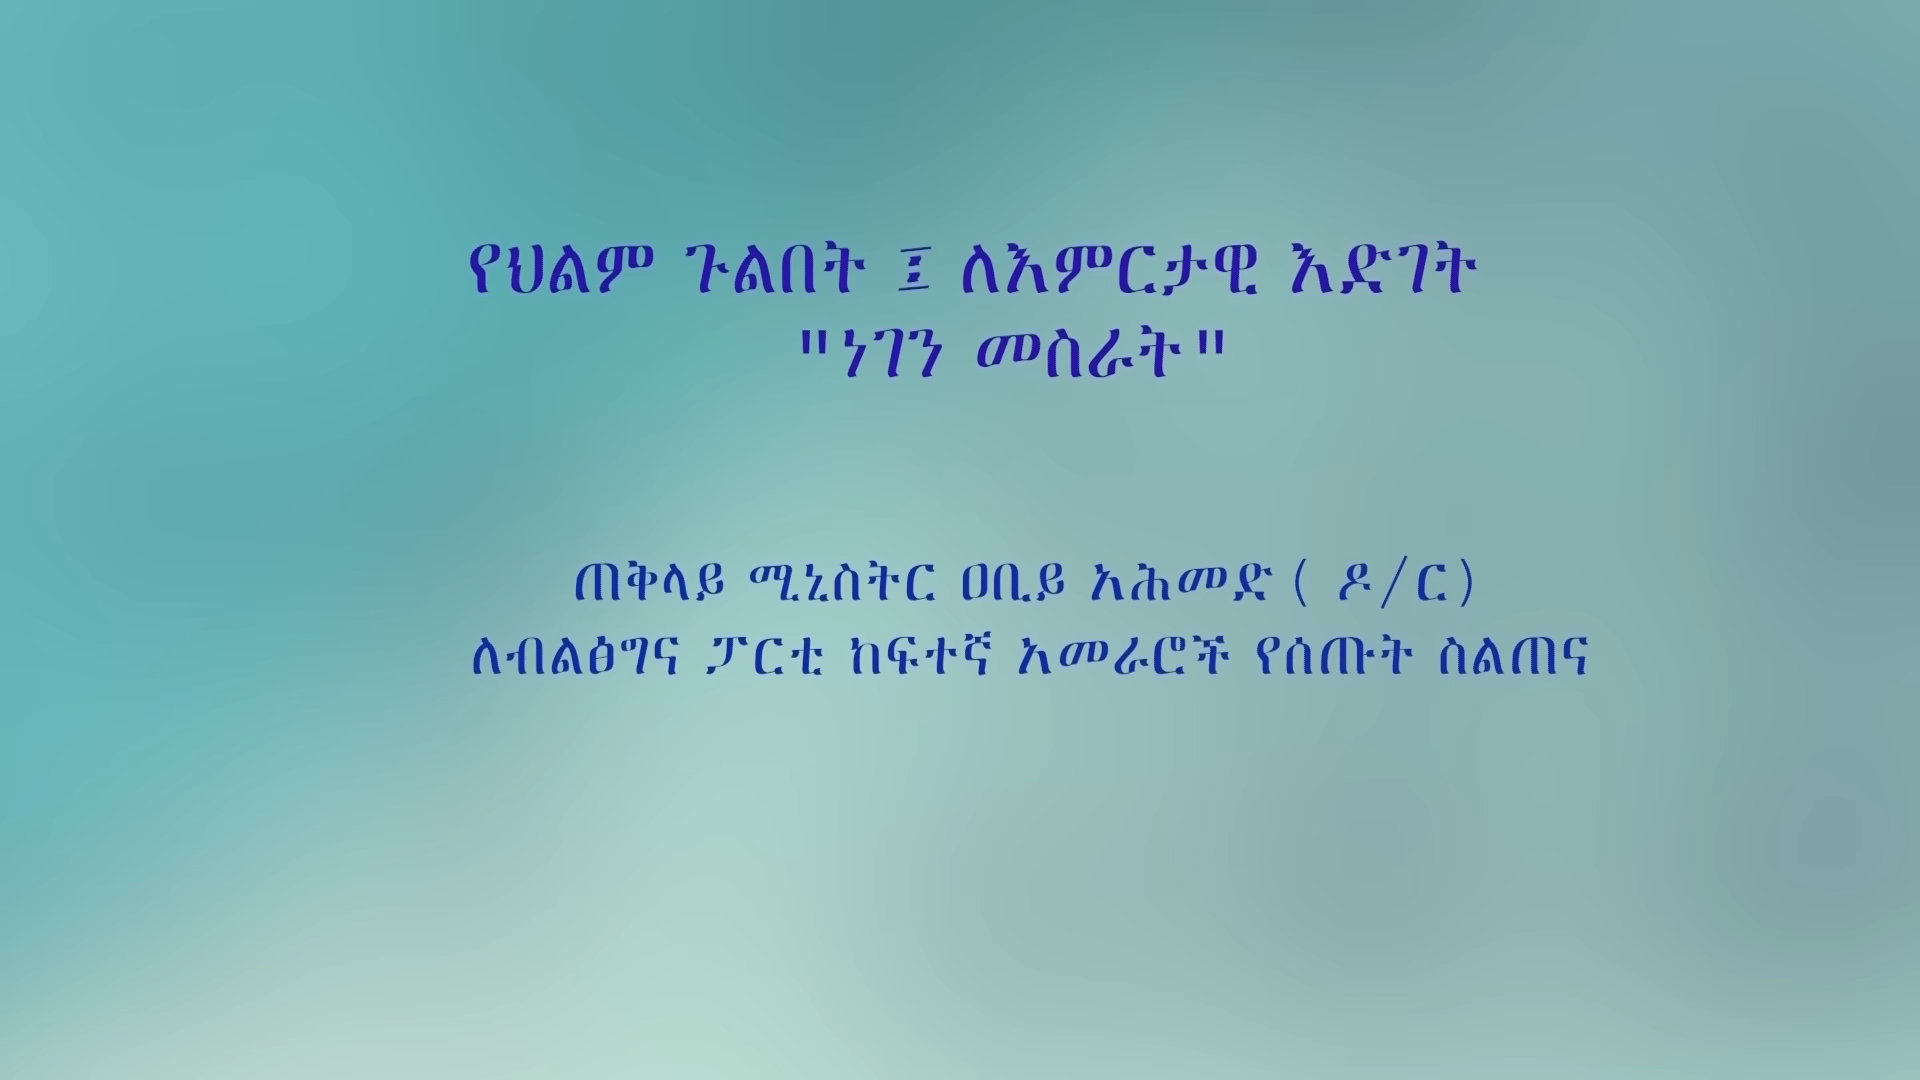 የህልም ጉልበት ፤ ለእምርታዊ እድገት
"ነገን መስራት"
ጠቅላይ ሚኒስትር ዐቢይ አሕመድ ( ዶ/ር)
ለብልፅግና ፓርቲ ከፍተኛ አመራሮች የሰጡት ስልጠና